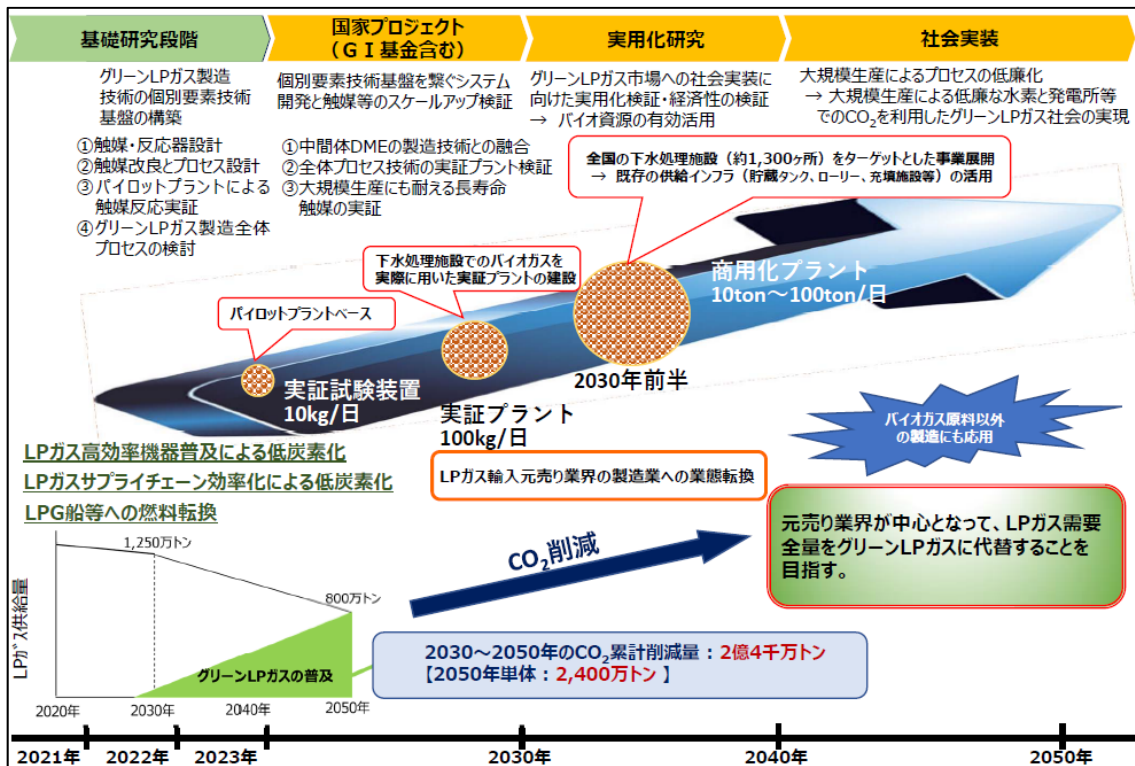 基礎研究段階
国家プロジェクト
（ＧＩ基金含む）
実用化研究
社会実装
グリーンLPガス製造
技術の個別要素技術
基盤の構築
①触媒・反応器設計
②触媒改良とプロセス設計
③パイロットプラントによる
触媒反応実証
④グリーンLPガス製造全体
プロセスの検討
個別要素技術基盤を繋ぐシステム
開発と触媒等のスケールアップ検証
①中間体DMEの製造技術との融合
②全体プロセス技術の実証プラント検証
③大規模生産にも耐える長寿命
触媒の実証
グリーンLPガス市場への社会実装に
向けた実用化検証・経済性の検証
→ バイオ資源の有効活用
大規模生産によるプロセスの低廉化
→ 大規模生産による低廉な水素と発電所等
でのCO₂を利用したグリーンLPガス社会の実現
全国の下水処理施設（約1,300ヶ所）をターゲットとした事業展開
→ 既存の供給インフラ（貯蔵タンク、ローリー、充填施設等）の活用
下水処理施設でのバイオガスを
実際に用いた実証プラントの建設
パイロットプラントベース
商用化プラント
10ton～100ton/日
2030年前半
実証試験装置
10kg/日
実証プラント
100kg/日
バイオガス原料以外
の製造にも応用
LPガス高効率機器普及による低炭素化
LPガスサプライチェーン効率化による低炭素化
LPG船等への燃料転換
LPガス輸入元売り業界の製造業への業態転換
元売り業界が中心となって、LPガス需要
全量をグリーンLPガスに代替することを
目指す。
CO₂削減
LPガス供給量
1,250万トン
800万トン
グリーンLPガスの普及
2020年
2030年
2040年
2050年
2030～2050年のCO₂累計削減量：2億4千万トン
【2050年単体：2,400万トン 】
2021年
2022年
2023年
2030年
2040年
2050年